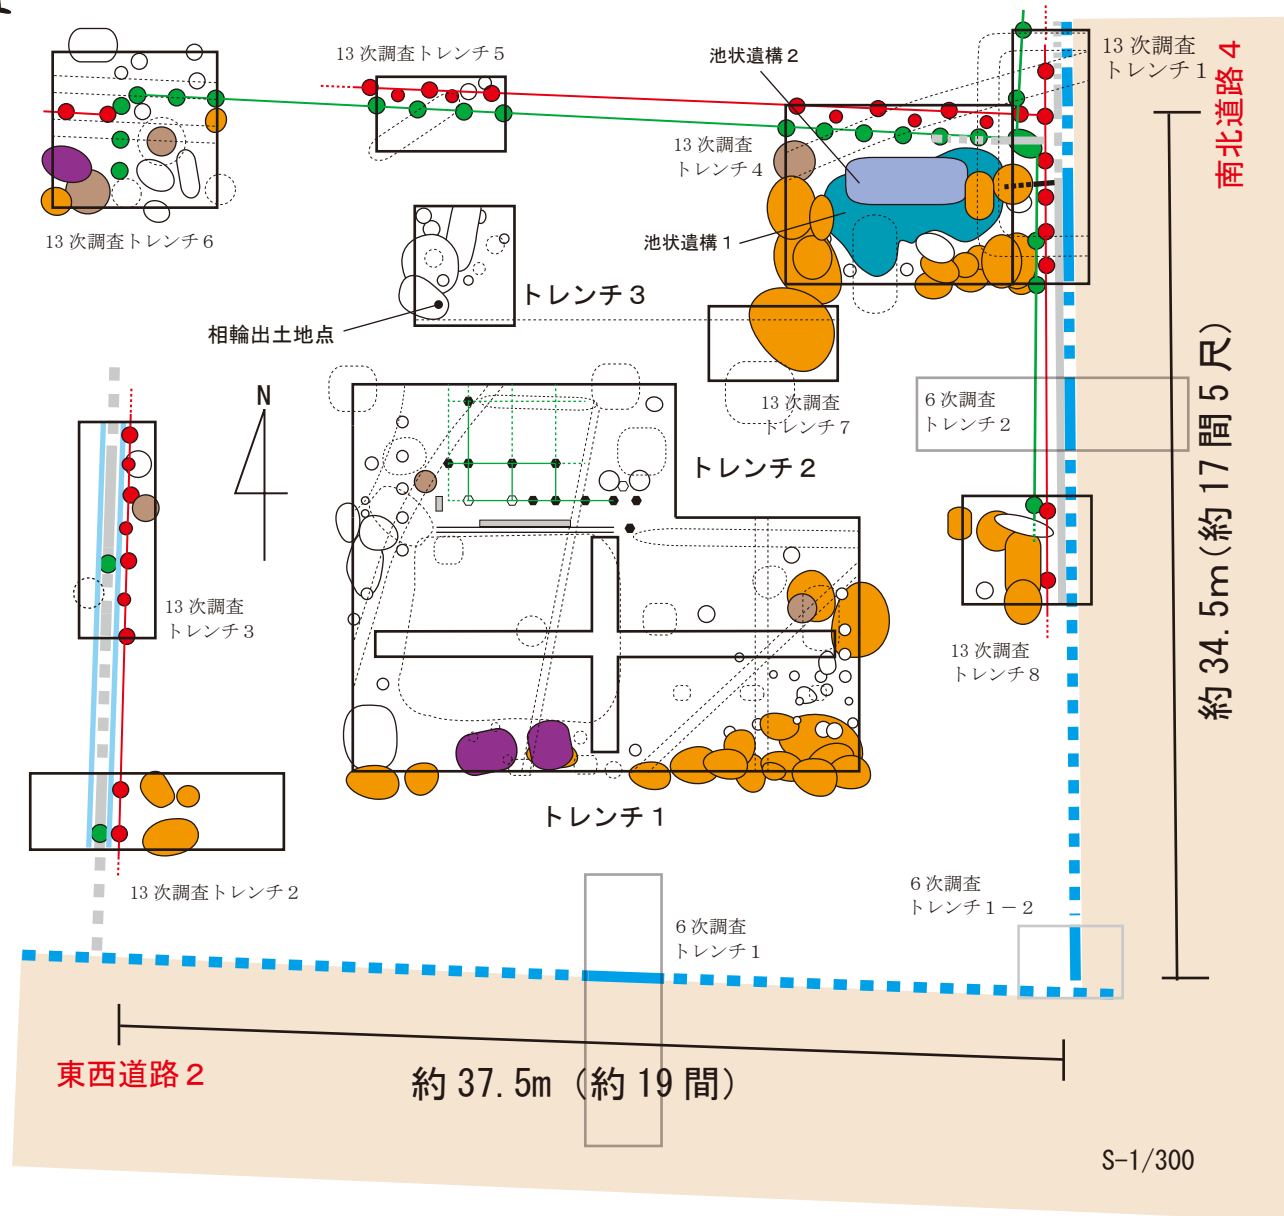 13 次調査トレンチ５
池状遺構２
13 次調査
トレンチ１
南北道路４
13 次調査
トレンチ４
13 次調査トレンチ６
池状遺構１
トレンチ３
相輪出土地点
N
13 次調査
トレンチ７
６次調査
トレンチ２
トレンチ２
約 34.5ｍ(約 17 間 5 尺)
13 次調査
トレンチ３
13 次調査
トレンチ８
トレンチ１
13 次調査トレンチ２
６次調査
トレンチ１－２
６次調査
トレンチ１
東西道路２
約 37.5m (約 19 間)
S-1/300